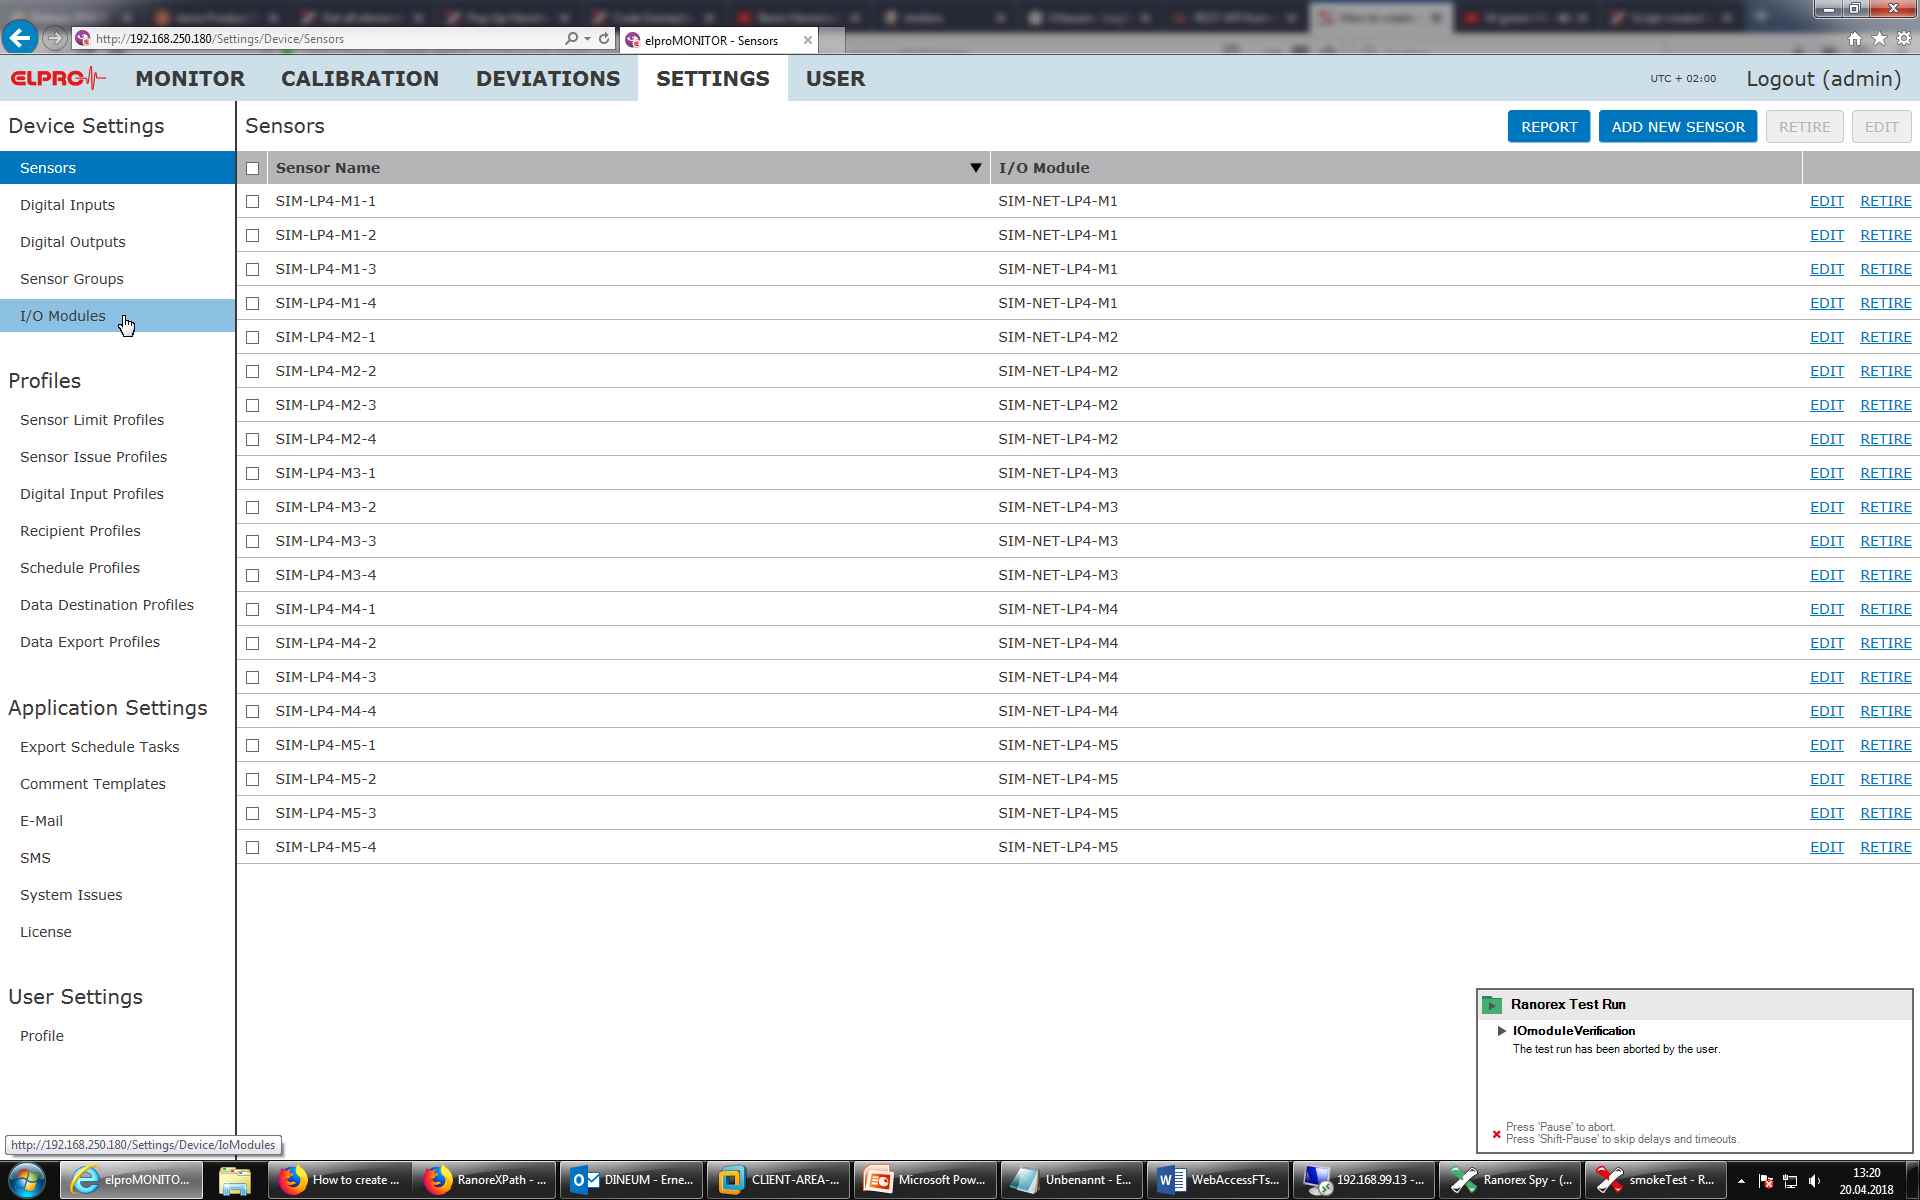 http://192.168.250.180/Settings/Device/Sensors
elproMONITOR - Sensors
ELPRO
MONITOR
CALIBRATION
DEVIATIONS
SETTINGS
USER
UTC + 02:00
Logout (admin)
Device Settings
Sensors
Digital Inputs
Digital Outputs
Sensor Groups
I/O Modules
Profiles
Sensor Limit Profiles
Sensor Issue Profiles
Digital Input Profiles
Recipient Profiles
Schedule Profiles
Data Destination Profiles
Data Export Profiles
Application Settings
Export Schedule Tasks
Comment Templates
E-Mail
SMS
System Issues
License
User Settings
Profile
Sensors
REPORT
ADD NEW SENSOR
RETIRE
EDIT
Sensor Name I/O Module
SIM-LP4-M1-1 SIM-NET-LP4-M1 EDIT RETIRE
SIM-LP4-M1-2 SIM-NET-LP4-M1 EDIT RETIRE
SIM-LP4-M1-3 SIM-NET-LP4-M1 EDIT RETIRE
SIM-LP4-M1-4 SIM-NET-LP4-M1 EDIT RETIRE
SIM-LP4-M2-1 SIM-NET-LP4-M2 EDIT RETIRE
SIM-LP4-M2-2 SIM-NET-LP4-M2 EDIT RETIRE
SIM-LP4-M2-3 SIM-NET-LP4-M2 EDIT RETIRE
SIM-LP4-M2-4 SIM-NET-LP4-M2 EDIT RETIRE
SIM-LP4-M3-1 SIM-NET-LP4-M3 EDIT RETIRE
SIM-LP4-M3-2 SIM-NET-LP4-M3 EDIT RETIRE
SIM-LP4-M3-3 SIM-NET-LP4-M3 EDIT RETIRE
SIM-LP4-M3-4 SIM-NET-LP4-M3 EDIT RETIRE
SIM-LP4-M4-1 SIM-NET-LP4-M4 EDIT RETIRE
SIM-LP4-M4-2 SIM-NET-LP4-M4 EDIT RETIRE
SIM-LP4-M4-3 SIM-NET-LP4-M4 EDIT RETIRE
SIM-LP4-M4-4 SIM-NET-LP4-M4 EDIT RETIRE
SIM-LP4-M5-1 SIM-NET-LP4-M5 EDIT RETIRE
SIM-LP4-M5-2 SIM-NET-LP4-M5 EDIT RETIRE
SIM-LP4-M5-3 SIM-NET-LP4-M5 EDIT RETIRE
SIM-LP4-M5-4 SIM-NET-LP4-M5 EDIT RETIRE
Ranorex Test Run
IOmoduleVerification
The test run has been aborted by the user.
Press 'Pause' to abort.
Press 'Shift-Pause' to skip delays and timeouts.
http://192.168.250.180/Settings/Device/IoModules
elproMONITO...
How to create ...
RanoreXPath - ...
DINEUM - Erne...
CLIENT-AREA-...
Microsoft Pow...
Unbenannt - E...
WebAccessFTs...
192.168.99.13 -...
Ranorex Spy - (...
smokeTest - R...
13:20
20.04.2018